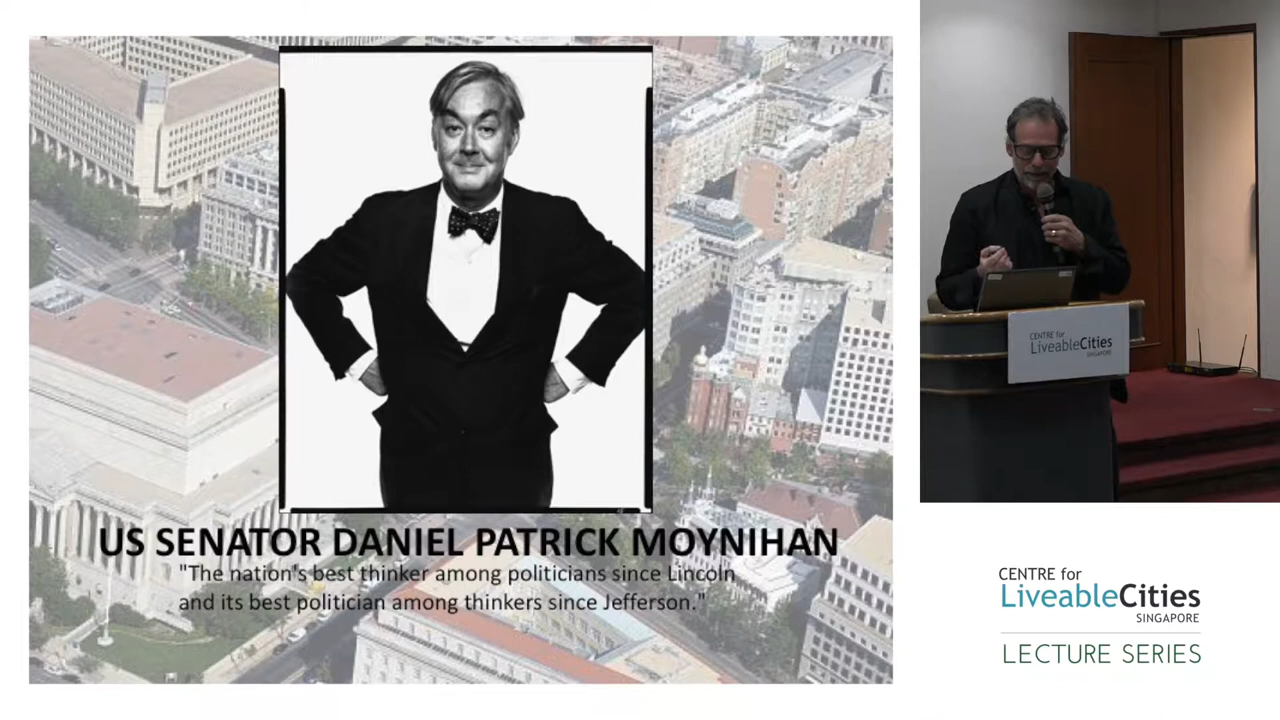 US SENATOR DANIEL PATRICK MOYNIHAN
"The nation's best thinker among politicians since Lincoln
and its best politician among thinkers since Jefferson."
CENTRE for
LiveableCities
SINGAPORE
CENTRE for
LiveableCities
SINGAPORE
LECTURE SERIES